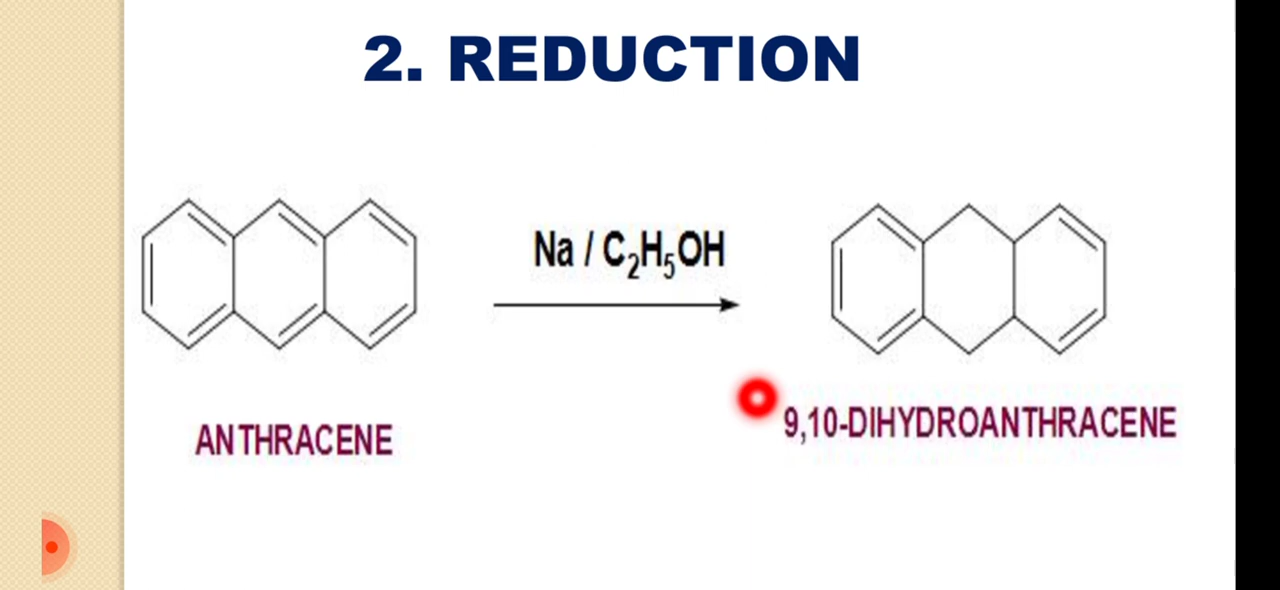 2. REDUCTION
Na / C₂H₅OH
ANTHRACENE
9,10-DIHYDROANTHRACENE